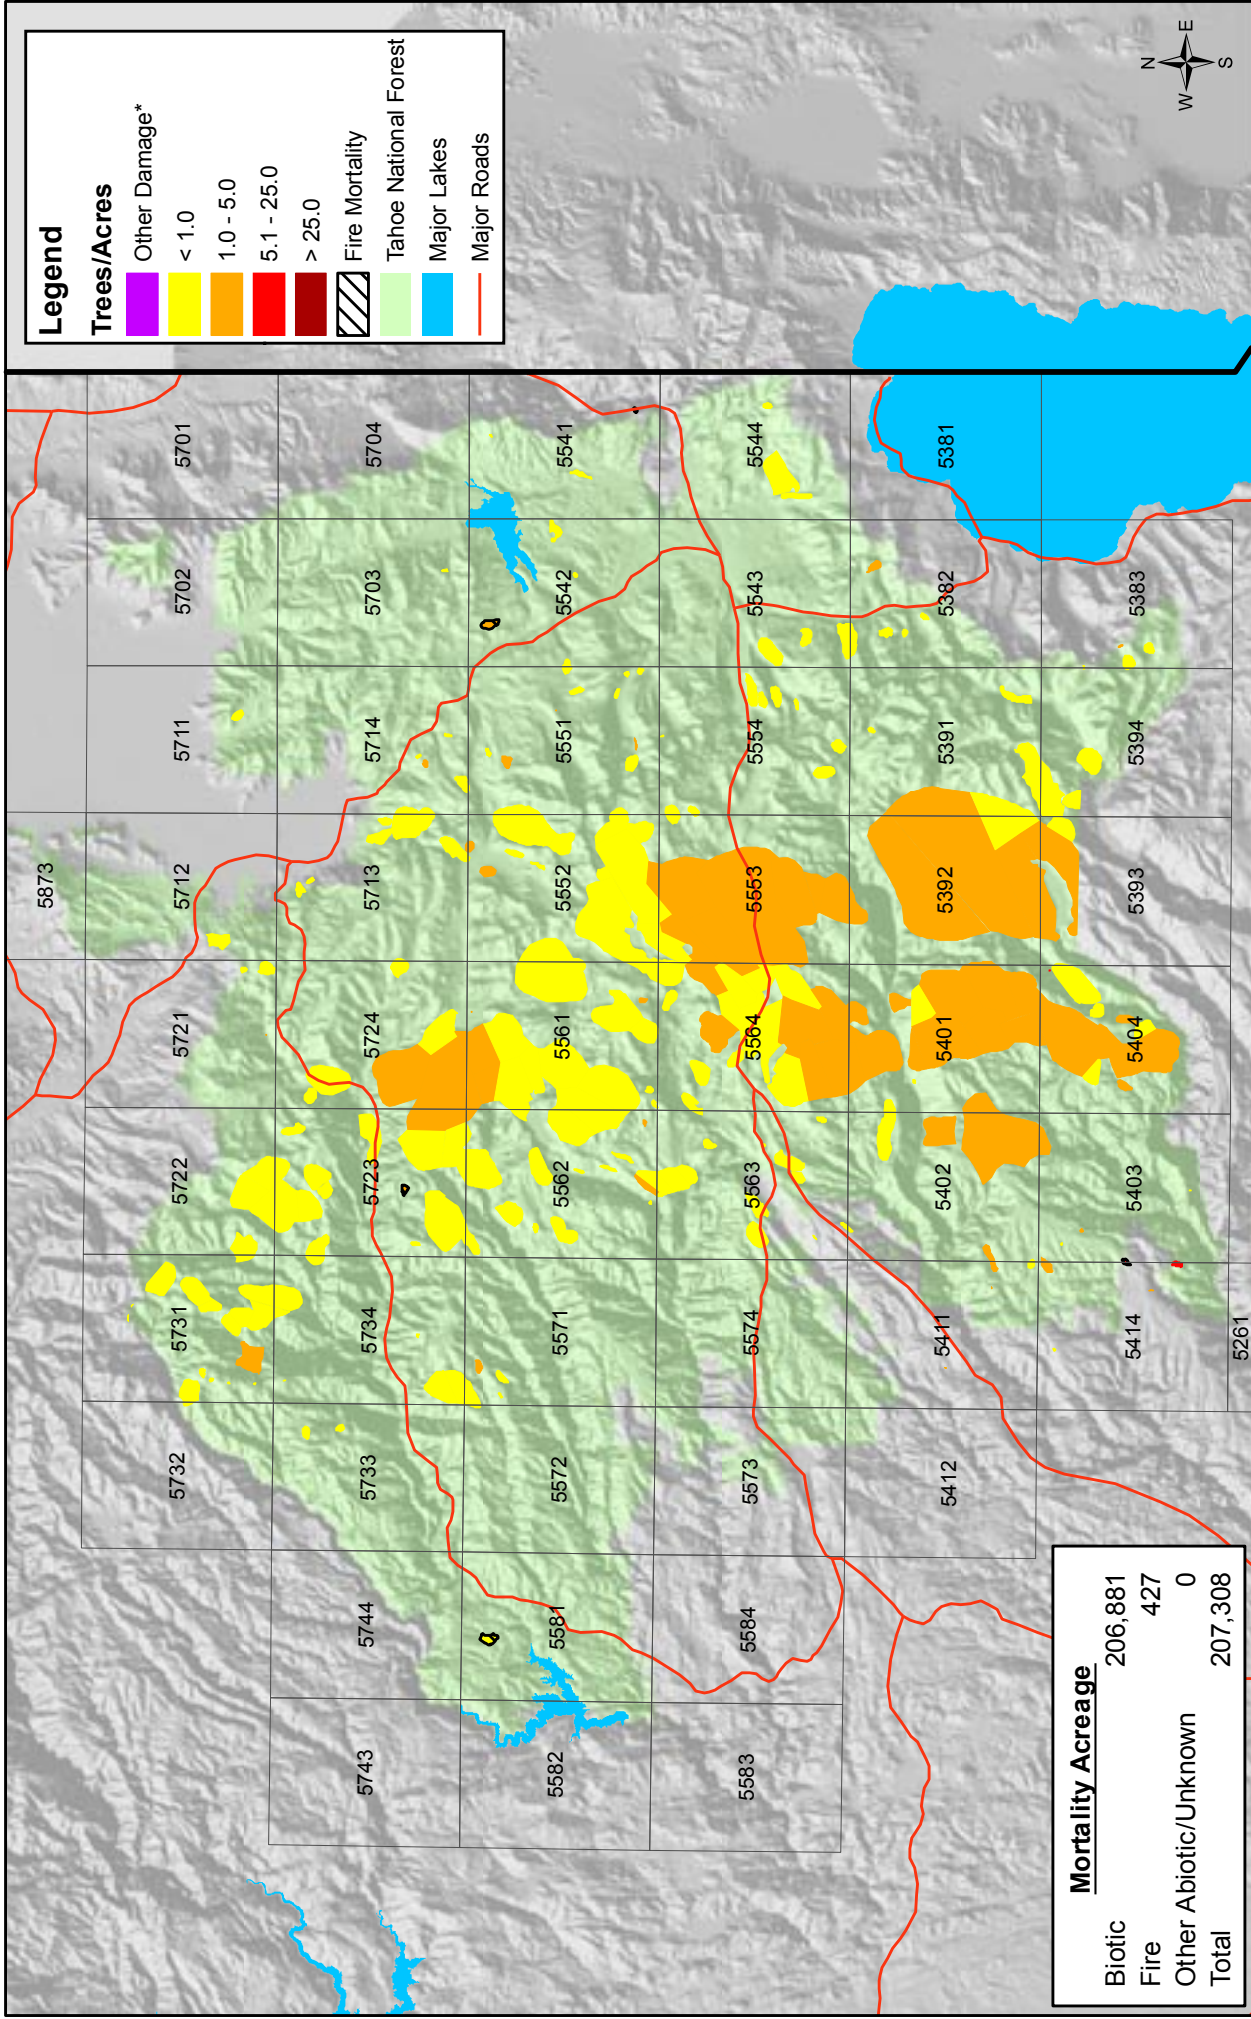 Legend
Trees/Acres
Other Damage*
< 1.0
1.0 - 5.0
5.1 - 25.0
> 25.0
Fire Mortality
Tahoe National Forest
Major Lakes
Major Roads
N
W E
S
5873
5732 5731 5722 5721 5712 5711 5702 5701
5743 5744 5733 5734 5723 5724 5713 5714 5703 5704
5582 5581 5572 5571 5562 5561 5552 5551 5542 5541
5583 5584 5573 5574 5563 5564 5553 5554 5543 5544
5412 5411 5402 5401 5392 5391 5382 5381
5414 5403 5404 5393 5394 5383
5261
Mortality Acreage
Biotic 206,881
Fire 427
Other Abiotic/Unknown 0
Total 207,308